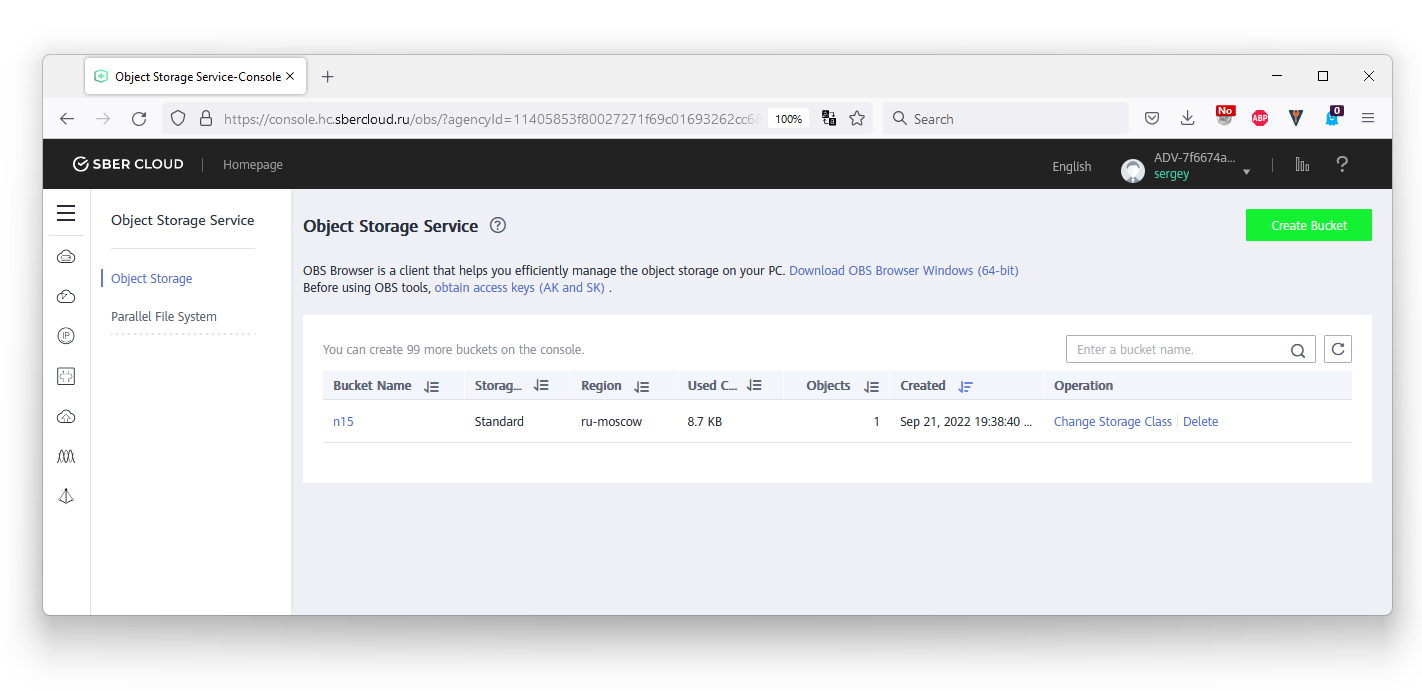 Object Storage Service-Console
https://console.hc.sbercloud.ru/obs/?agencyId=11405853f80027271f69c01693262cc68
100%
Search
No
ABP
0
SBER CLOUD
Homepage
English
ADV-7f6674a...
sergey
?
Object Storage Service
Object Storage
Parallel File System
IP
Object Storage Service ?
Create Bucket
OBS Browser is a client that helps you efficiently manage the object storage on your PC. Download OBS Browser Windows (64-bit)
Before using OBS tools, obtain access keys (AK and SK) .
You can create 99 more buckets on the console.
Enter a bucket name.
Bucket Name Storag... Region Used C... Objects Created Operation
n15 Standard ru-moscow 8.7 KB 1 Sep 21, 2022 19:38:40 ... Change Storage Class Delete